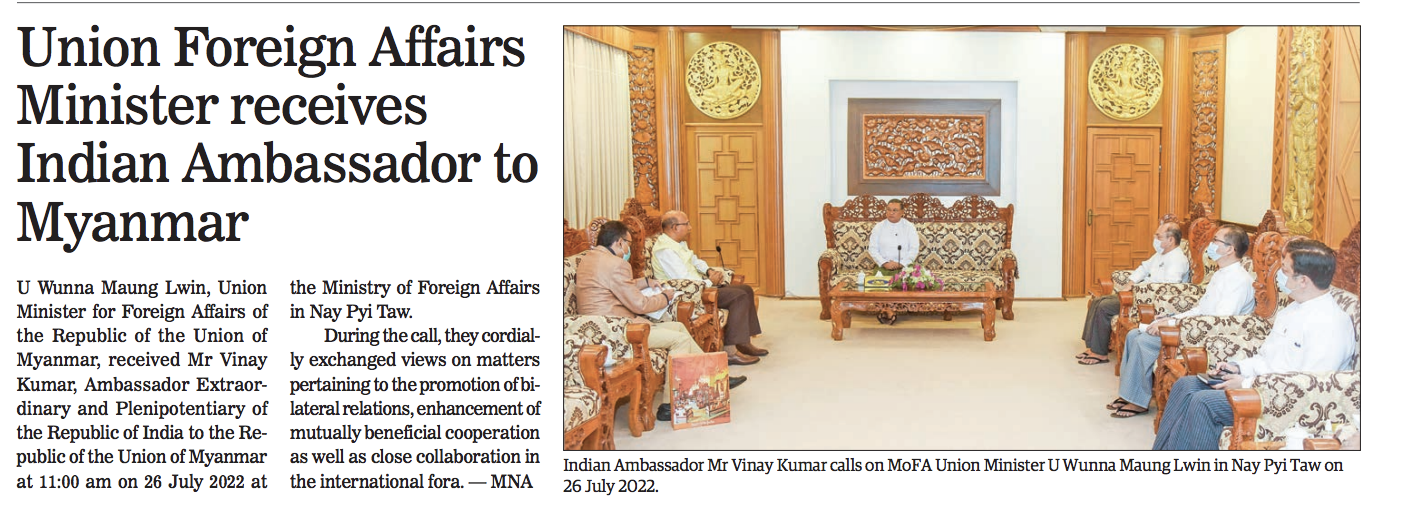 Union Foreign Affairs
Minister receives
Indian Ambassador to
Myanmar
U Wunna Maung Lwin, Union
Minister for Foreign Affairs of
the Republic of the Union of
Myanmar, received Mr Vinay
Kumar, Ambassador Extraor-
dinary and Plenipotentiary of
the Republic of India to the Re-
public of the Union of Myanmar
at 11:00 am on 26 July 2022 at
the Ministry of Foreign Affairs
in Nay Pyi Taw.
During the call, they cordial-
ly exchanged views on matters
pertaining to the promotion of bi-
lateral relations, enhancement of
mutually beneficial cooperation
as well as close collaboration in
the international fora. — MNA
Indian Ambassador Mr Vinay Kumar calls on MoFA Union Minister U Wunna Maung Lwin in Nay Pyi Taw on
26 July 2022.